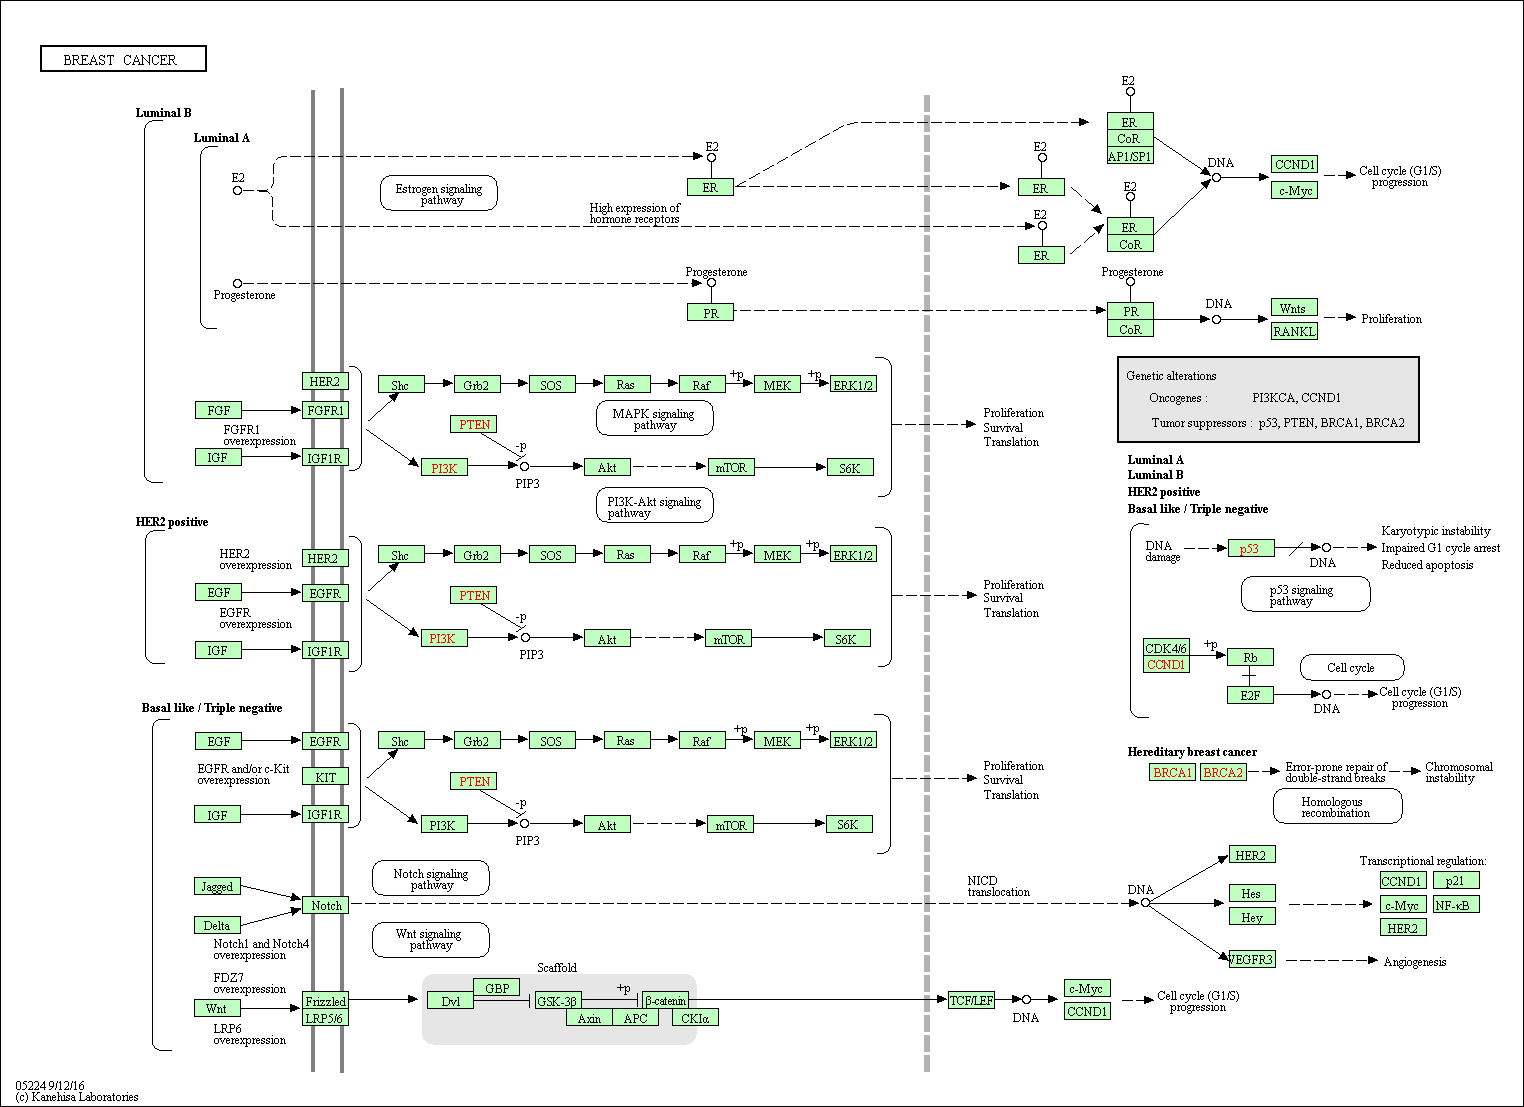 BREAST CANCER
Luminal B
Luminal A
E2
Estrogen signaling
pathway
High expression of
hormone receptors
E2
ER
E2
ER
E2
ER
E2
ER
CoR
AP1/SP1
E2
ER
CoR
DNA
CCND1
c-Myc
Cell cycle (G1/S)
progression
Progesterone
Progesterone
PR
Progesterone
PR
CoR
DNA
Wnts
RANKL
Proliferation
HER2
FGF
FGFR1
FGFR1
overexpression
IGF
IGF1R
Shc
Grb2
SOS
Ras
Raf
+p
MEK
+p
ERK1/2
MAPK signaling
pathway
PTEN
-p
PI3K
PIP3
Akt
mTOR
S6K
PI3K-Akt signaling
pathway
Proliferation
Survival
Translation
Genetic alterations
Oncogenes : PI3KCA, CCND1
Tumor suppressors : p53, PTEN, BRCA1, BRCA2
HER2 positive
HER2
overexpression
HER2
EGF
EGFR
EGFR
overexpression
IGF
IGF1R
Shc
Grb2
SOS
Ras
Raf
+p
MEK
+p
ERK1/2
PTEN
-p
PI3K
PIP3
Akt
mTOR
S6K
Proliferation
Survival
Translation
Luminal A
Luminal B
HER2 positive
Basal like / Triple negative
DNA
damage
p53
DNA
Karyotypic instability
Impaired G1 cycle arrest
Reduced apoptosis
p53 signaling
pathway
CDK4/6
CCND1
+p
Rb
E2F
Cell cycle
DNA
Cell cycle (G1/S)
progression
Basal like / Triple negative
EGF
EGFR
EGFR and/or c-Kit
overexpression
KIT
IGF
IGF1R
Shc
Grb2
SOS
Ras
Raf
+p
MEK
+p
ERK1/2
PTEN
-p
PI3K
PIP3
Akt
mTOR
S6K
Proliferation
Survival
Translation
Hereditary breast cancer
BRCA1
BRCA2
Error-prone repair of
double-strand breaks
Chromosomal
instability
Homologous
recombination
Notch signaling
pathway
Jagged
Delta
Notch
Notch1 and Notch4
overexpression
NICD
translocation
DNA
HER2
Hes
Hey
VEGFR3
Transcriptional regulation:
CCND1
p21
c-Myc
NF-κB
HER2
Angiogenesis
Wnt signaling
pathway
FDZ7
overexpression
Wnt
LRP6
overexpression
Frizzled
LRP5/6
Scaffold
Dvl
GBP
GSK-3β
+p
β-catenin
Axin
APC
CKIα
TCF/LEF
DNA
c-Myc
CCND1
Cell cycle (G1/S)
progression
05224 9/12/16
(c) Kanehisa Laboratories